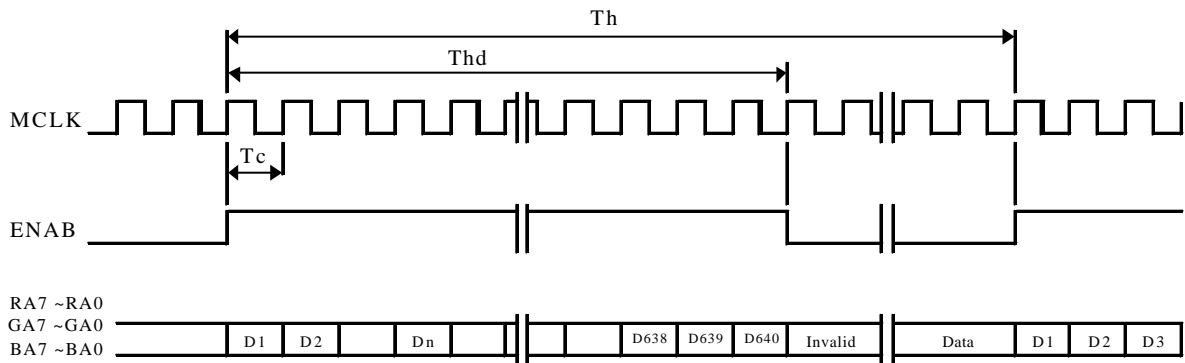 Th
Thd
MCLK
Tc
ENAB
RA7 ~RA0
GA7 ~GA0
BA7 ~BA0
D1 D2 Dn D638 D639 D640 Invalid Data D1 D2 D3